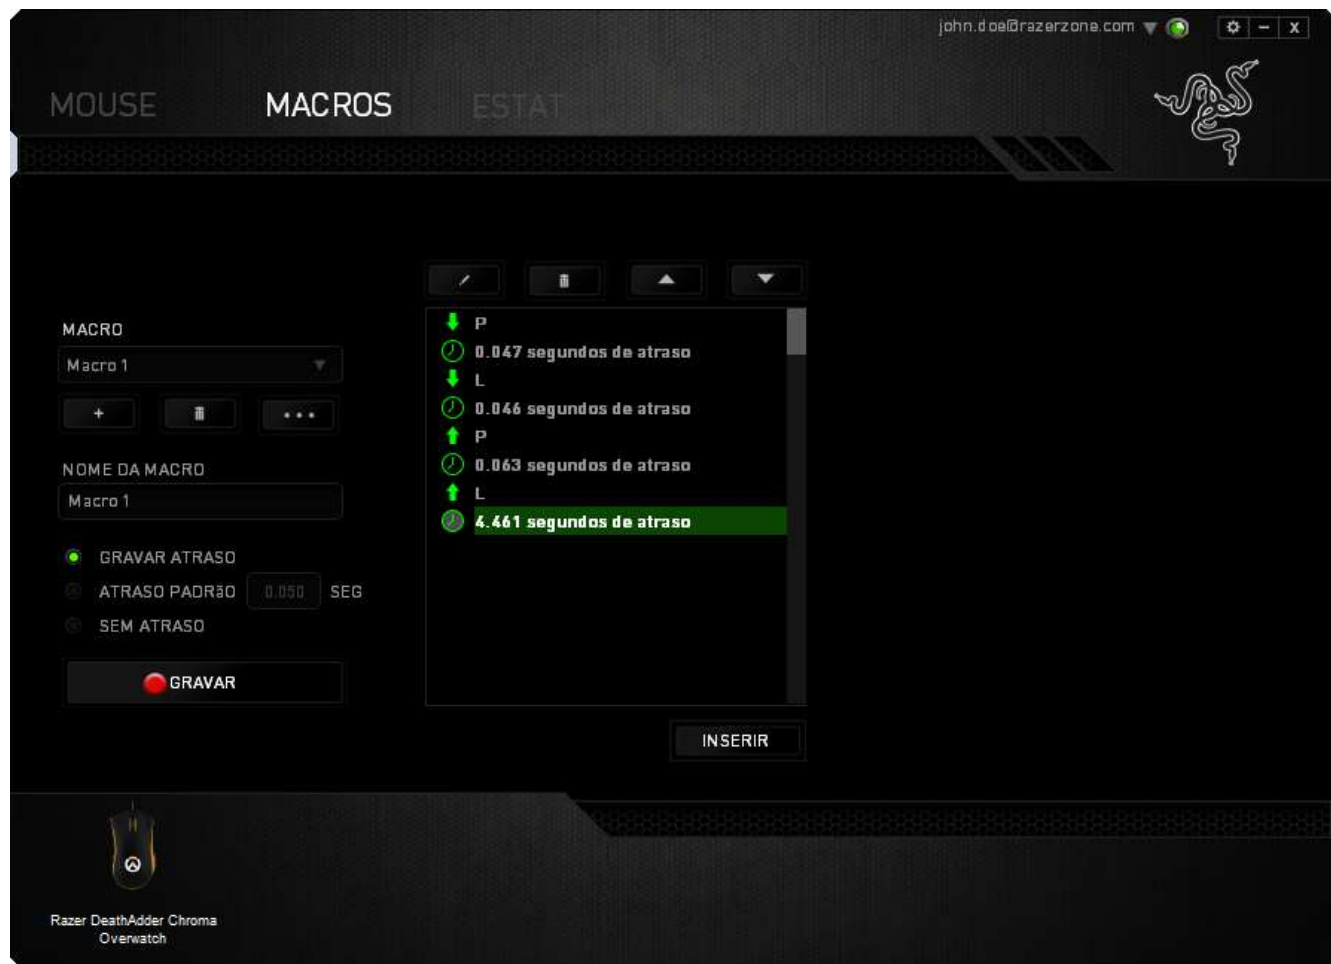 john.doe@razerzone.com
MOUSE MACROS ESTAT
MACRO
Macro 1
NOME DA MACRO
Macro 1
GRAVAR ATRASO
ATRASO PADRãO 0.050 SEG
SEM ATRASO
GRAVAR
P
0.047 segundos de atraso
L
0.046 segundos de atraso
P
0.063 segundos de atraso
L
4.461 segundos de atraso
INSERIR
Razer DeathAdder Chroma
Overwatch